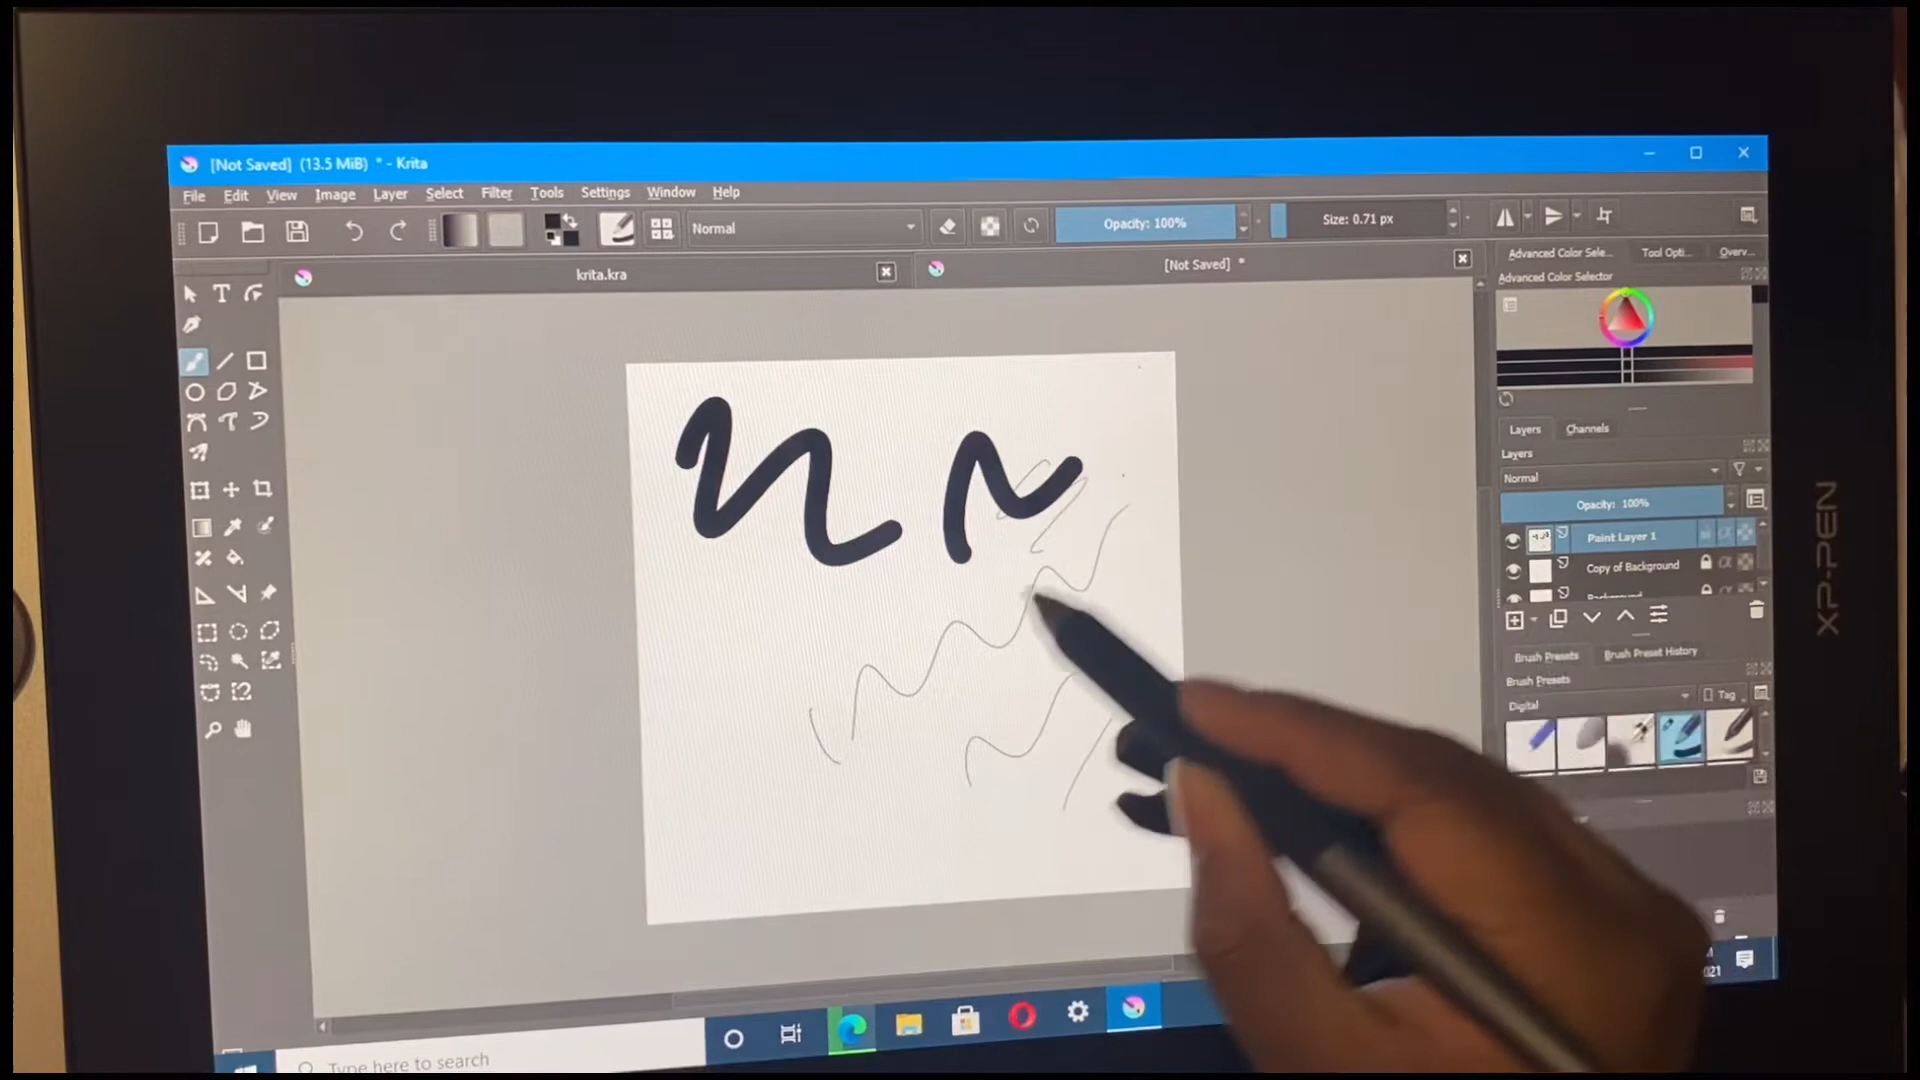 [Not Saved] (13.5 MiB) * - Krita
File Edit View Image Layer Select Filter Tools Settings Window Help
Normal Opacity: 100% Size: 0.71 px
krita.kra [Not Saved] *
Advanced Color Sele... Tool Opti... Overv...
Advanced Color Selector
Layers Channels
Layers
Normal
Opacity: 100%
Paint Layer 1
Copy of Background
Background
Brush Presets Brush Preset History
Brush Presets
Digital Tag
XP-PEN
021
Type here to search